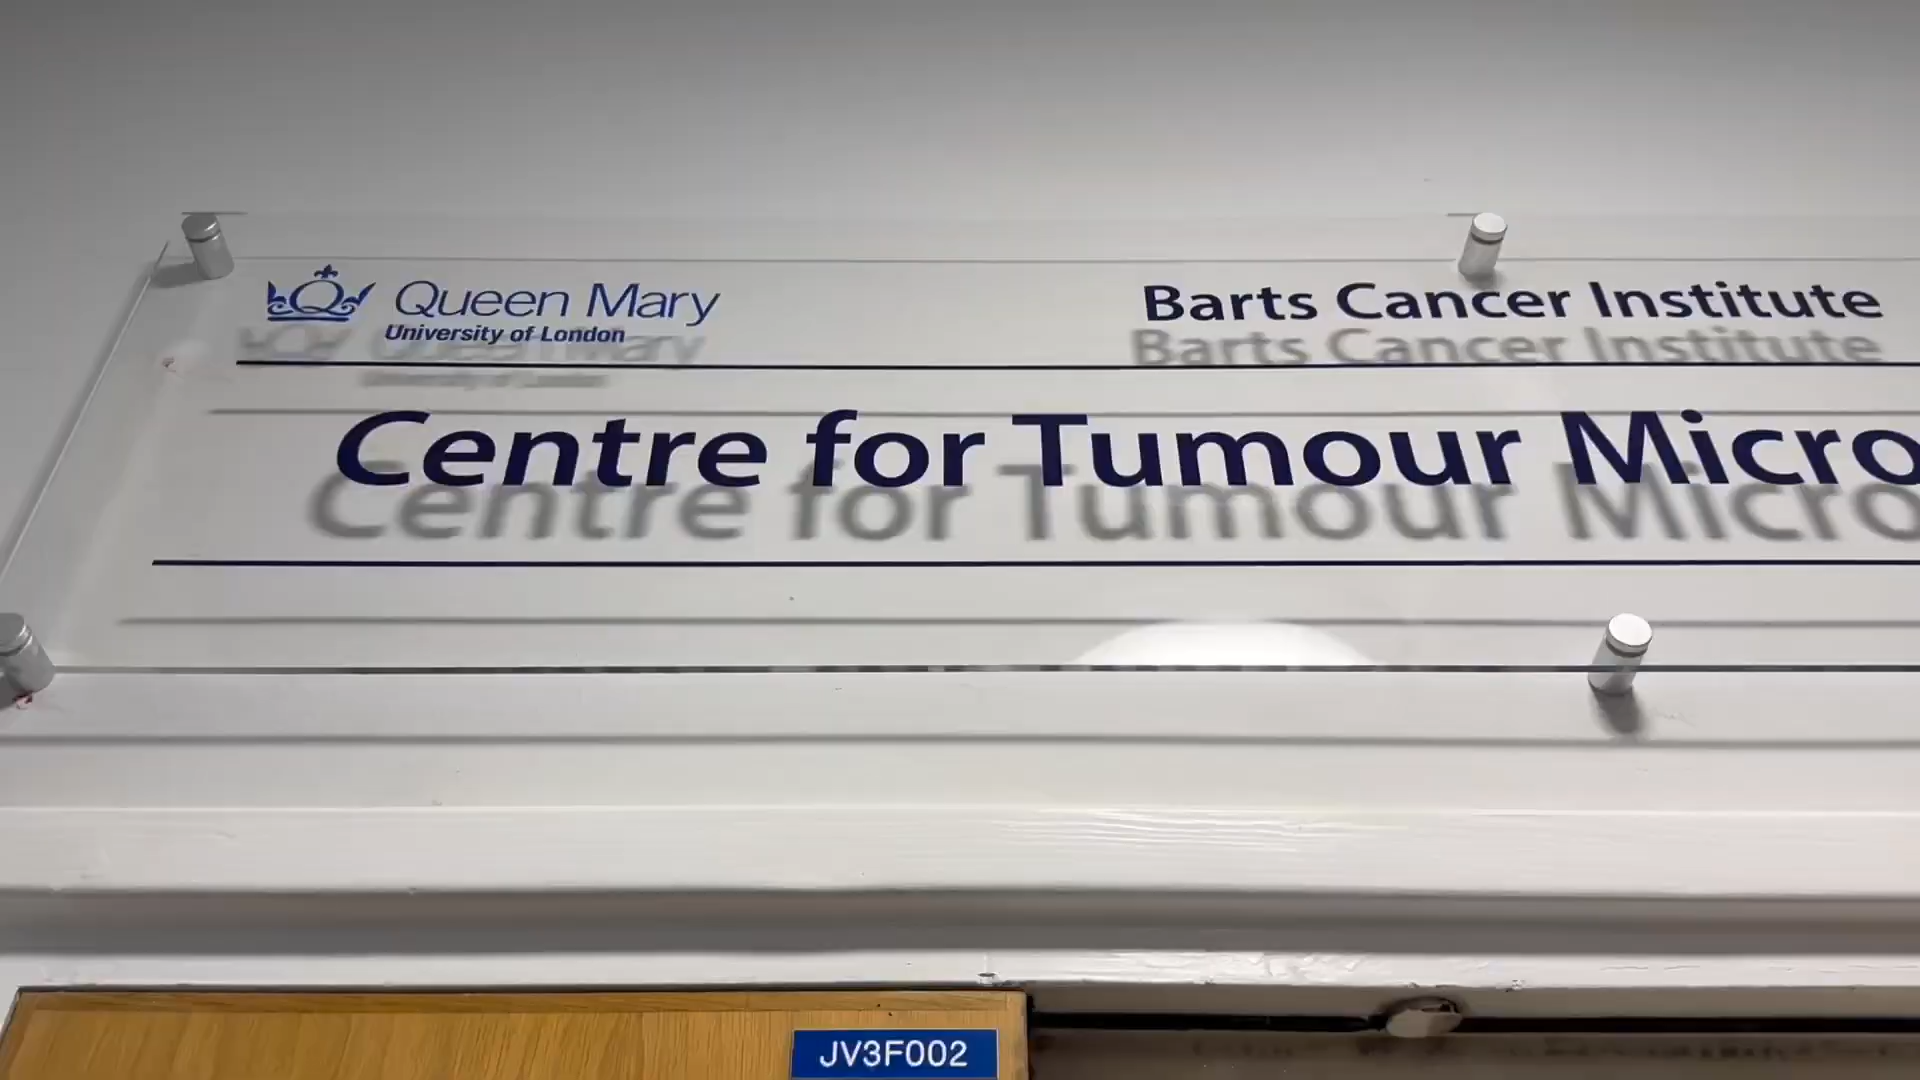 Queen Mary
University of London
Barts Cancer Institute
Centre for Tumour Micro
JV3F002